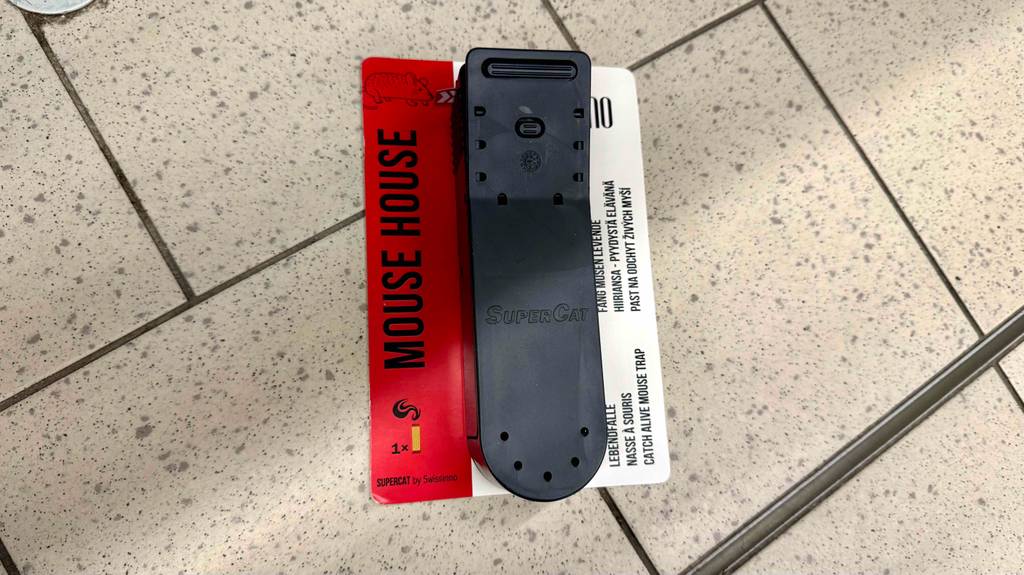 MOUSE HOUSE
1×
SUPERCAT by Swissinno
SUPERCAT
FANG MUSEN LEVENDE
HIIRIANSA - PYYDYSTÄ ELÄVÄNÄ
PAST NA ODCHYT ŽIVÝCH MYŠÍ
LEBENDFALLE
NASSE À SOURIS
CATCH ALIVE MOUSE TRAP